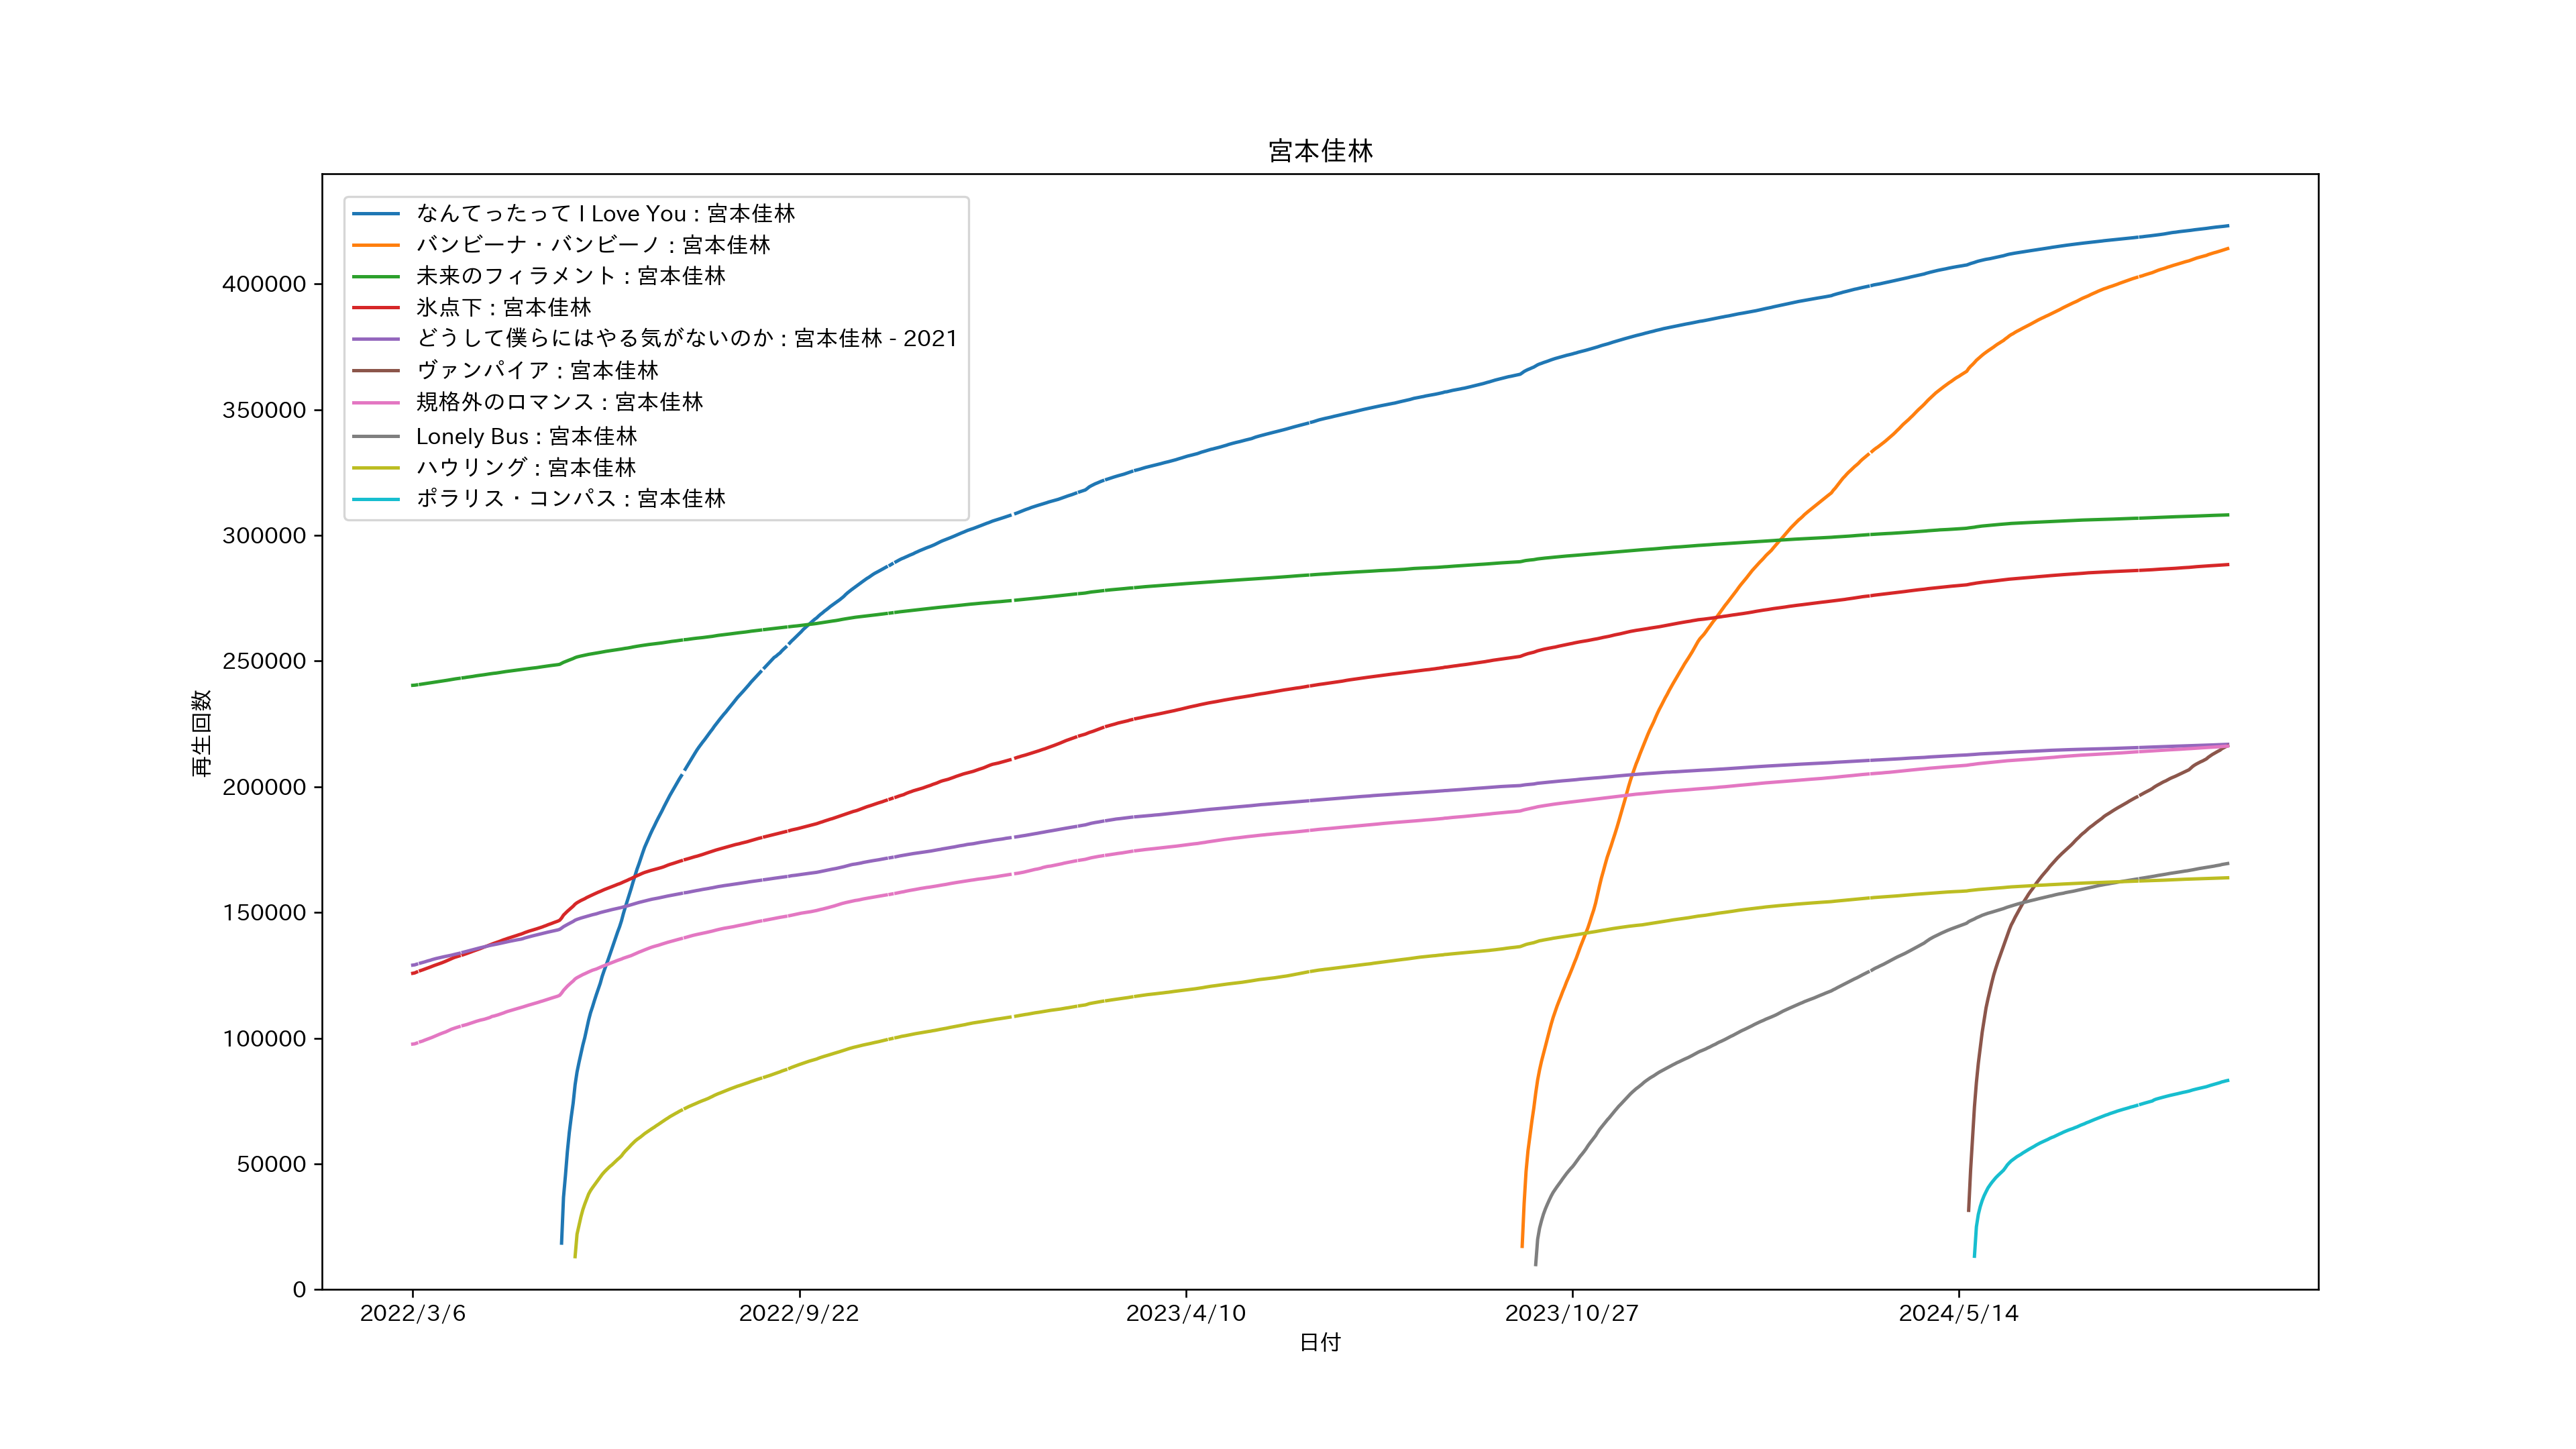 宮本佳林
なんてったって I Love You : 宮本佳林
バンビーナ・バンビーノ : 宮本佳林
未来のフィラメント : 宮本佳林
氷点下 : 宮本佳林
どうして僕らにはやる気がないのか : 宮本佳林 - 2021
ヴァンパイア : 宮本佳林
規格外のロマンス : 宮本佳林
Lonely Bus : 宮本佳林
ハウリング : 宮本佳林
ポラリス・コンパス : 宮本佳林
400000
350000
300000
250000
200000
150000
100000
50000
0
再生回数
2022/3/6 2022/9/22 2023/4/10 2023/10/27 2024/5/14
日付